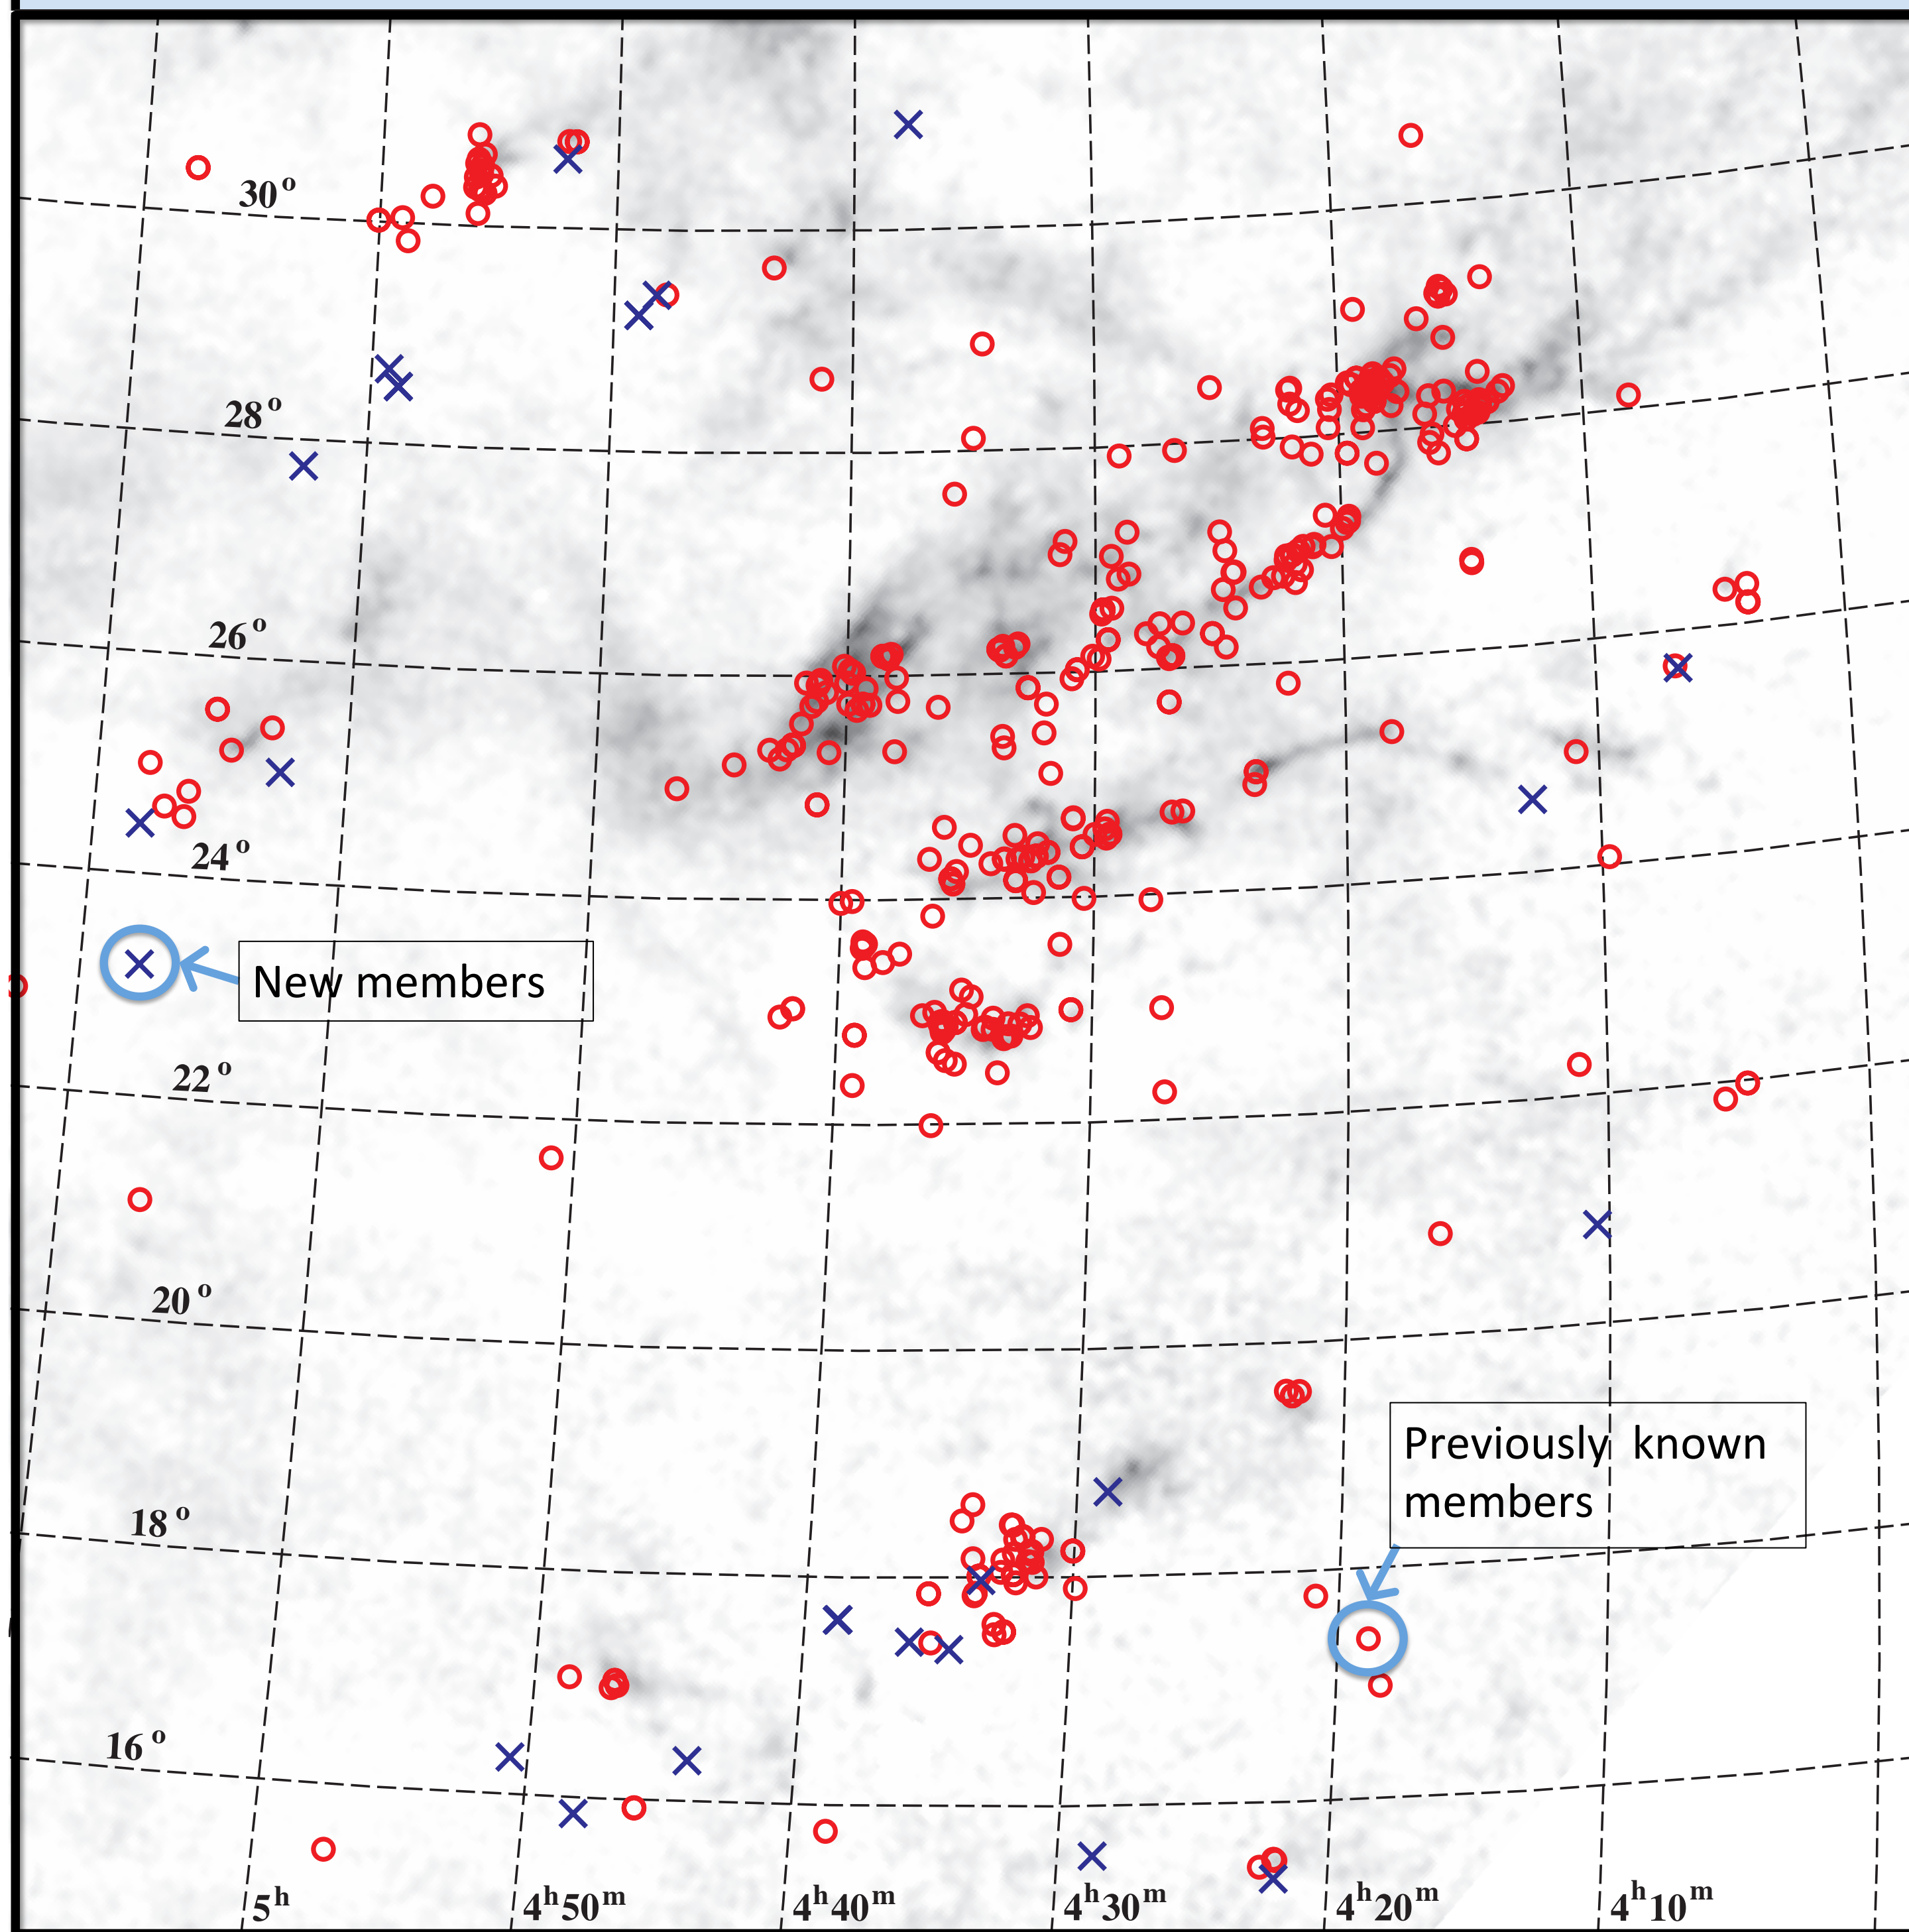 30°
28°
26°
24°
New members
22°
20°
Previously known
members
18°
16°
5ʰ
4ʰ50ᵐ
4ʰ40ᵐ
4ʰ30ᵐ
4ʰ20ᵐ
4ʰ10ᵐ